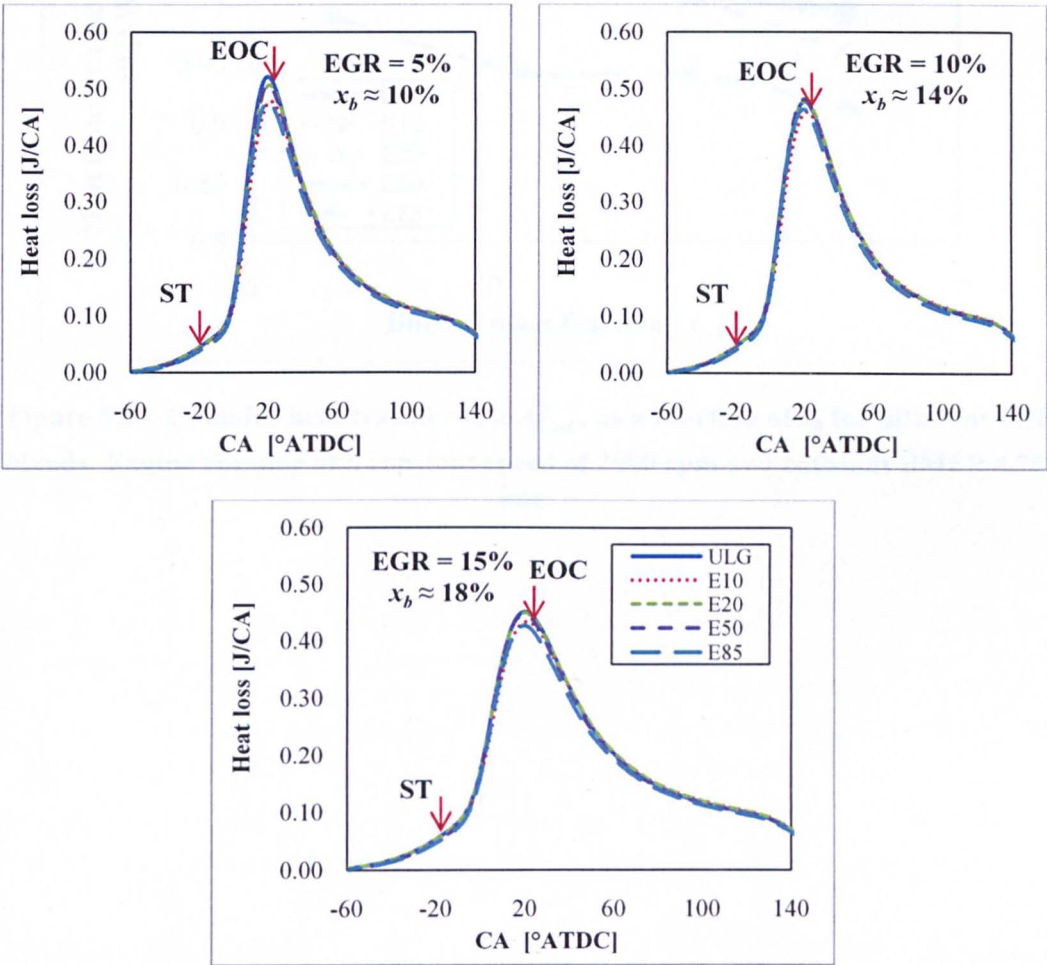 0.60
0.50
0.40
0.30
0.20
0.10
0.00
Heat loss [J/CA]
EOC
EGR = 5%
x_b ≈ 10%
ST
-60 -20 20 60 100 140
CA [°ATDC]
0.60
0.50
0.40
0.30
0.20
0.10
0.00
Heat loss [J/CA]
EOC
EGR = 10%
x_b ≈ 14%
ST
-60 -20 20 60 100 140
CA [°ATDC]
0.60
0.50
0.40
0.30
0.20
0.10
0.00
Heat loss [J/CA]
EGR = 15%
x_b ≈ 18%
EOC
ULG
E10
E20
E50
E85
ST
-60 -20 20 60 100 140
CA [°ATDC]